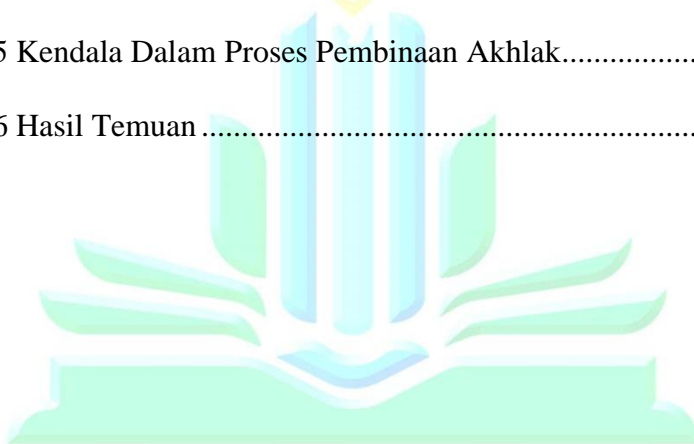 5 Kendala Dalam Proses Pembinaan Akhlak.................
6 Hasil Temuan.............................................................